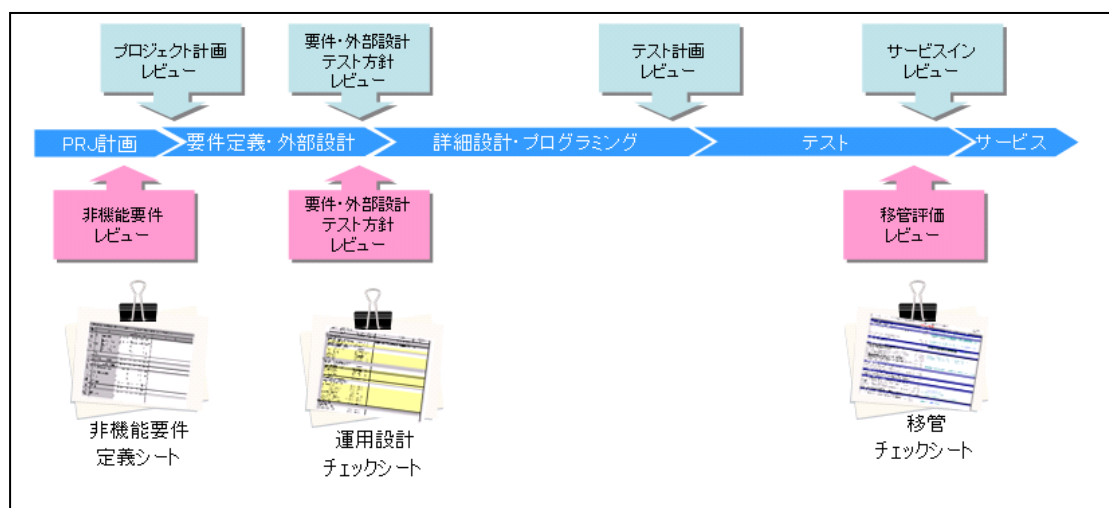 プロジェクト計画
レビュー
要件・外部設計
テスト方針
レビュー
テスト計画
レビュー
サービスイン
レビュー
PRJ計画
要件定義・外部設計
詳細設計・プログラミング
テスト
サービス
非機能要件
レビュー
要件・外部設計
テスト方針
レビュー
移管評価
レビュー
非機能要件
定義シート
運用設計
チェックシート
移管
チェックシート